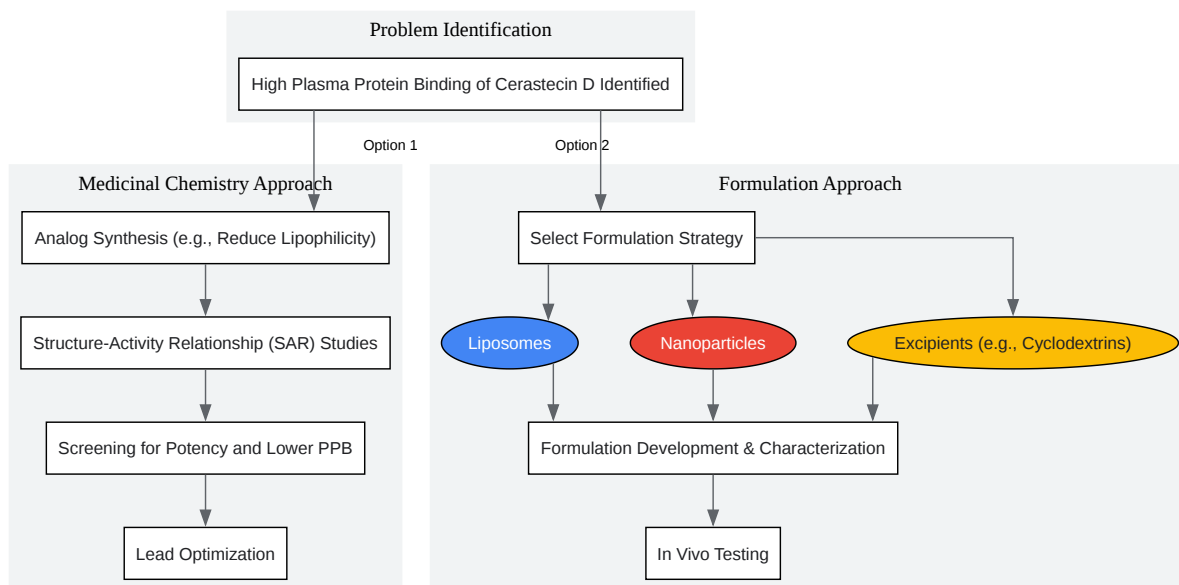 Problem Identification
High Plasma Protein Binding of Cerastecin D Identified
Option 1
Option 2
Medicinal Chemistry Approach
Analog Synthesis (e.g., Reduce Lipophilicity)
Structure-Activity Relationship (SAR) Studies
Screening for Potency and Lower PPB
Lead Optimization
Formulation Approach
Select Formulation Strategy
Liposomes
Nanoparticles
Excipients (e.g., Cyclodextrins)
Formulation Development & Characterization
In Vivo Testing